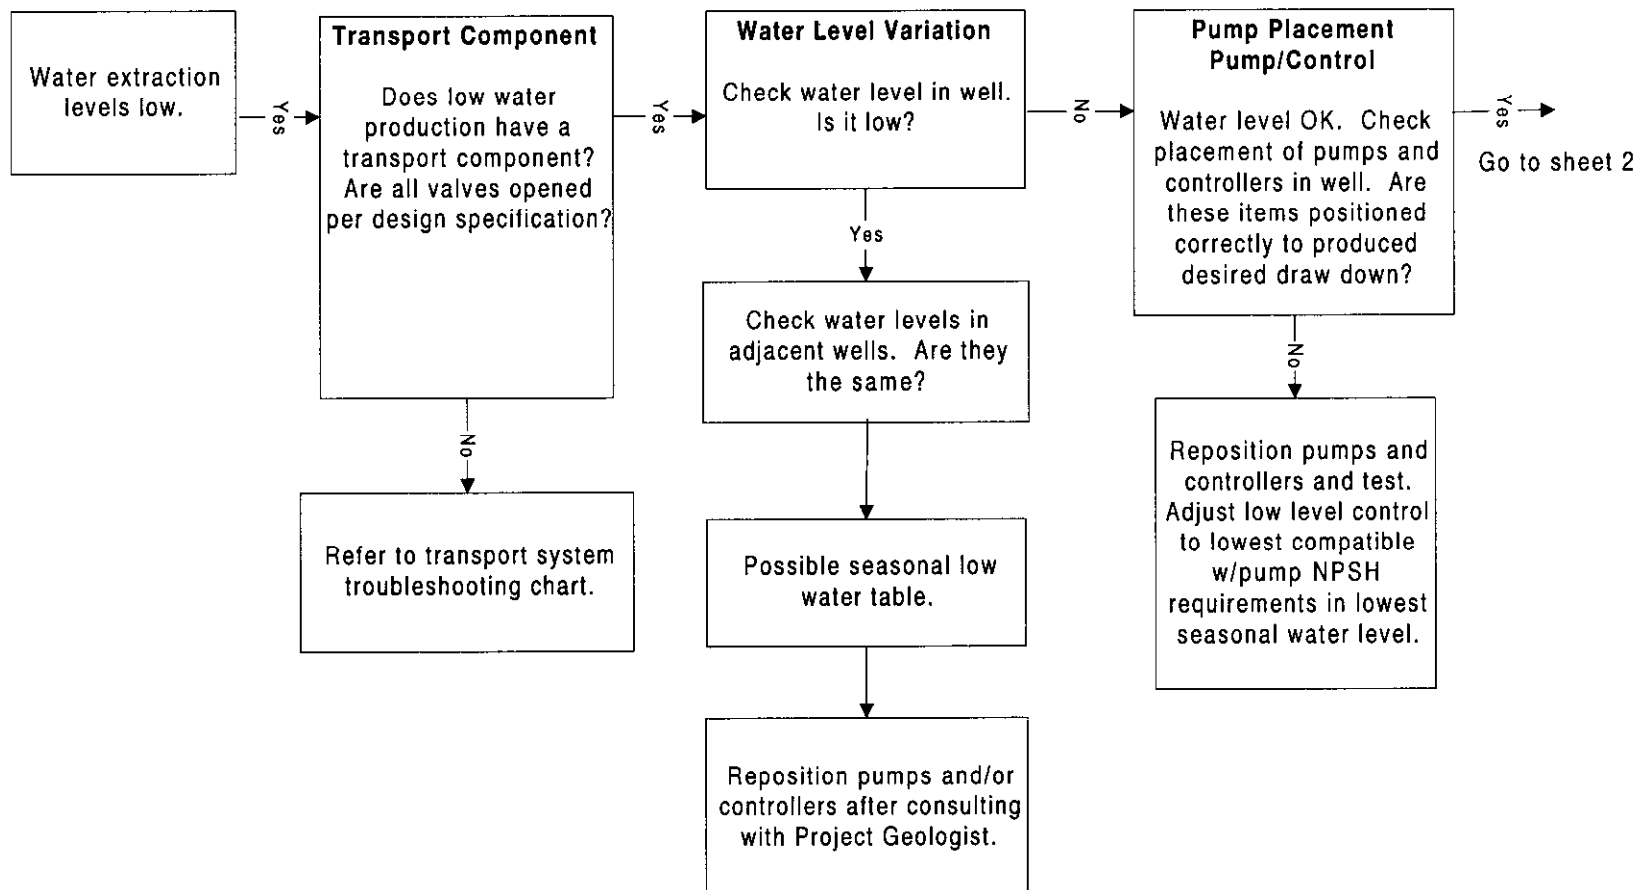 Water extraction
levels low.
Yes
Transport Component
Does low water
production have a
transport component?
Are all valves opened
per design specification?
Yes
No
Refer to transport system
troubleshooting chart.
Water Level Variation
Check water level in well.
Is it low?
No
Yes
Check water levels in
adjacent wells. Are they
the same?
Possible seasonal low
water table.
Reposition pumps and/or
controllers after consulting
with Project Geologist.
Pump Placement
Pump/Control
Water level OK. Check
placement of pumps and
controllers in well. Are
these items positioned
correctly to produced
desired draw down?
Yes
Go to sheet 2
No
Reposition pumps and
controllers and test.
Adjust low level control
to lowest compatible
w/pump NPSH
requirements in lowest
seasonal water level.